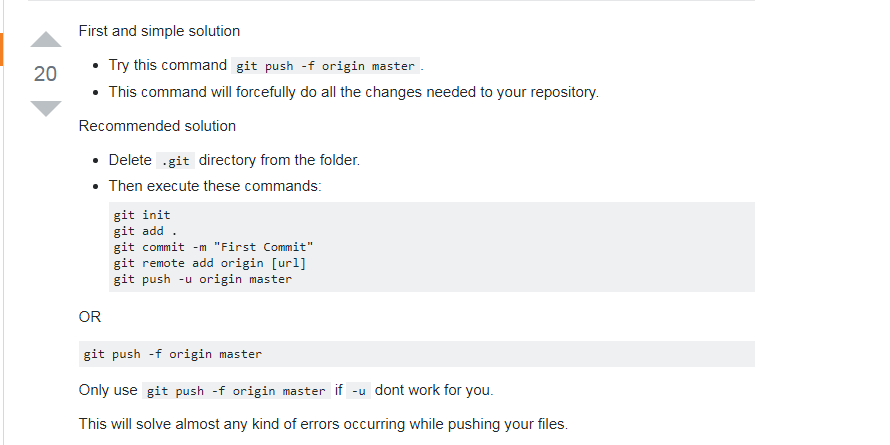 First and simple solution
Try this command git push -f origin master .
20
This command will forcefully do all the changes needed to your repository.
Recommended solution
Delete .git directory from the folder.
Then execute these commands:
git init
git add .
git commit -m "First Commit"
git remote add origin [url]
git push -u origin master
OR
git push -f origin master
Only use git push -f origin master if -u dont work for you.
This will solve almost any kind of errors occurring while pushing your files.